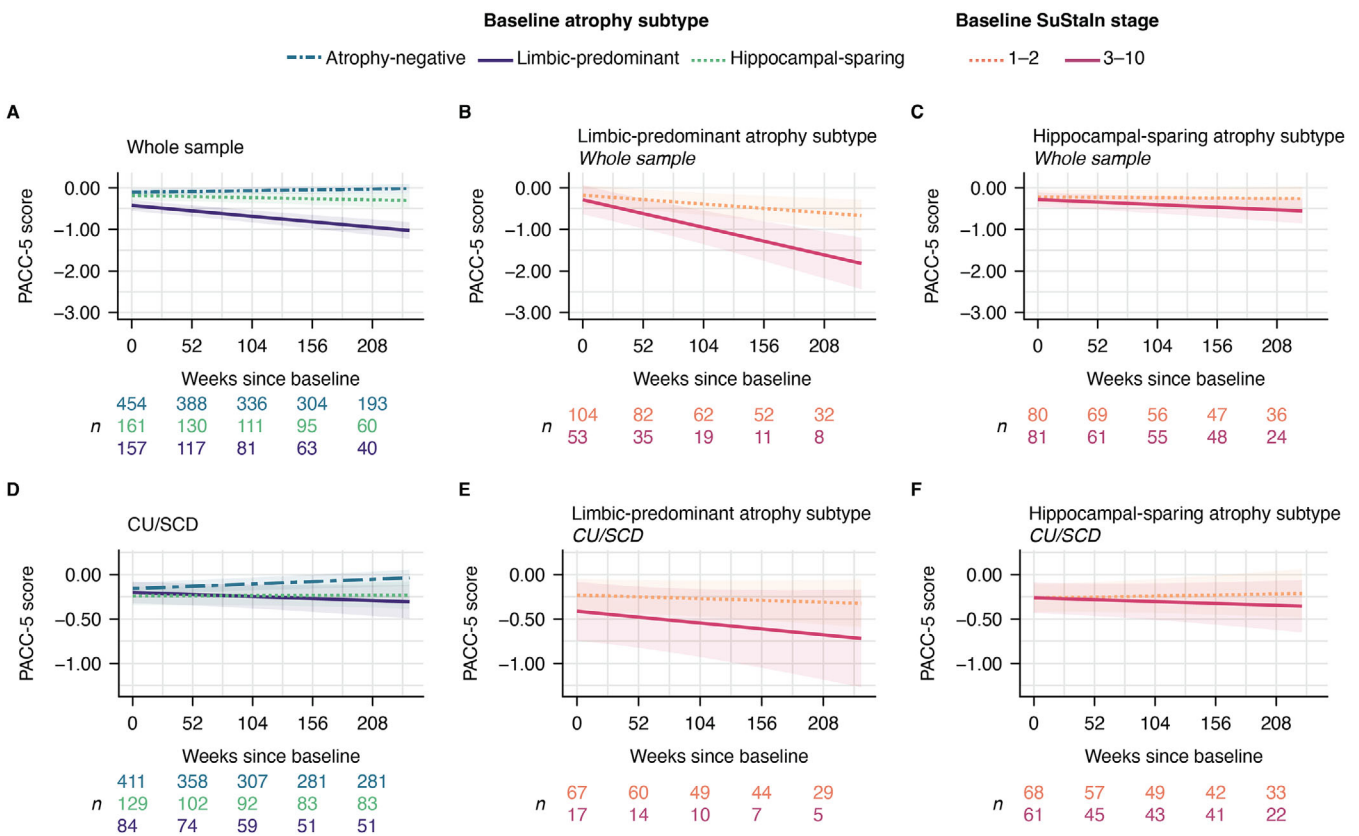 Baseline atrophy subtype
Baseline SuStaIn stage
Atrophy-negative Limbic-predominant Hippocampal-sparing
1–2 3–10
A
Whole sample
PACC-5 score
0.00
−1.00
−2.00
−3.00
0 52 104 156 208
Weeks since baseline
454 388 336 304 193
n 161 130 111 95 60
157 117 81 63 40
B
Limbic-predominant atrophy subtype
Whole sample
PACC-5 score
0.00
−1.00
−2.00
−3.00
0 52 104 156 208
Weeks since baseline
n
104 82 62 52 32
53 35 19 11 8
C
Hippocampal-sparing atrophy subtype
Whole sample
PACC-5 score
0.00
−1.00
−2.00
−3.00
0 52 104 156 208
Weeks since baseline
n
80 69 56 47 36
81 61 55 48 24
D
CU/SCD
PACC-5 score
0.00
−0.50
−1.00
0 52 104 156 208
Weeks since baseline
411 358 307 281 281
n 129 102 92 83 83
84 74 59 51 51
E
Limbic-predominant atrophy subtype
CU/SCD
PACC-5 score
0.00
−0.50
−1.00
0 52 104 156 208
Weeks since baseline
n
67 60 49 44 29
17 14 10 7 5
F
Hippocampal-sparing atrophy subtype
CU/SCD
PACC-5 score
0.00
−0.50
−1.00
0 52 104 156 208
Weeks since baseline
n
68 57 49 42 33
61 45 43 41 22